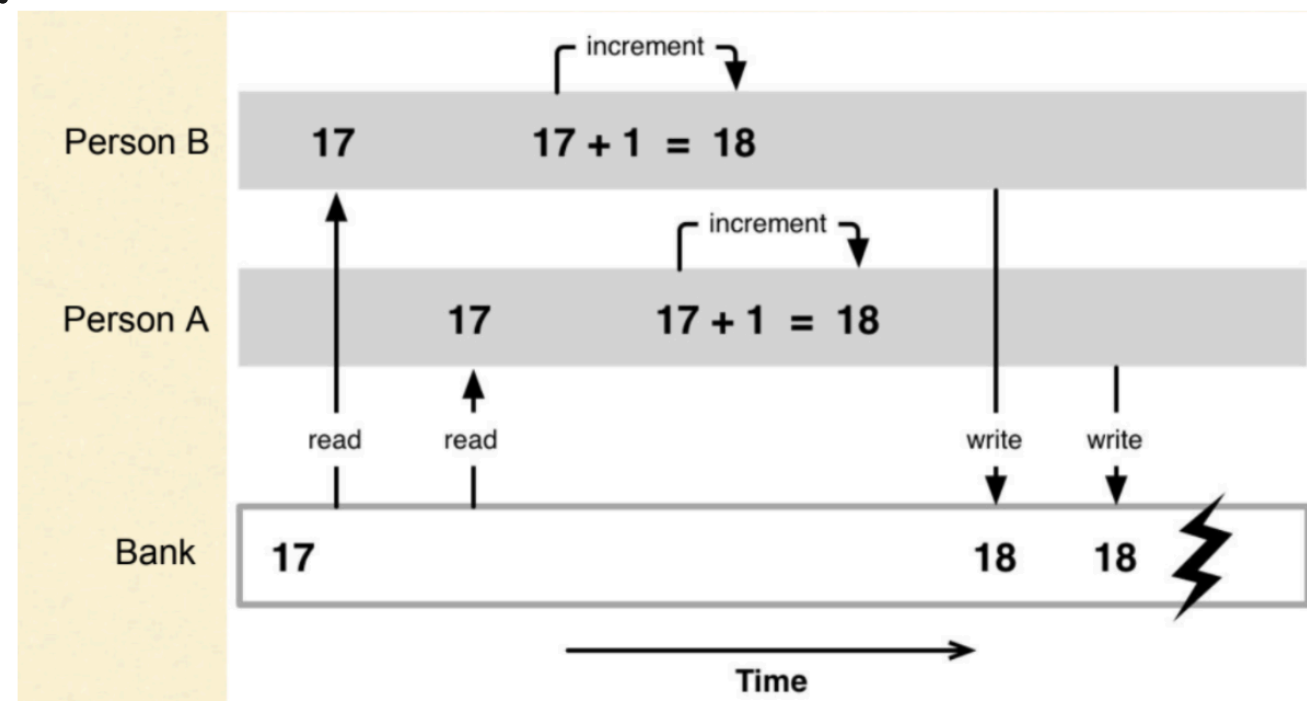 increment
Person B 17 17 + 1 = 18
increment
Person A 17 17 + 1 = 18
read read write write
Bank 17 18 18
Time